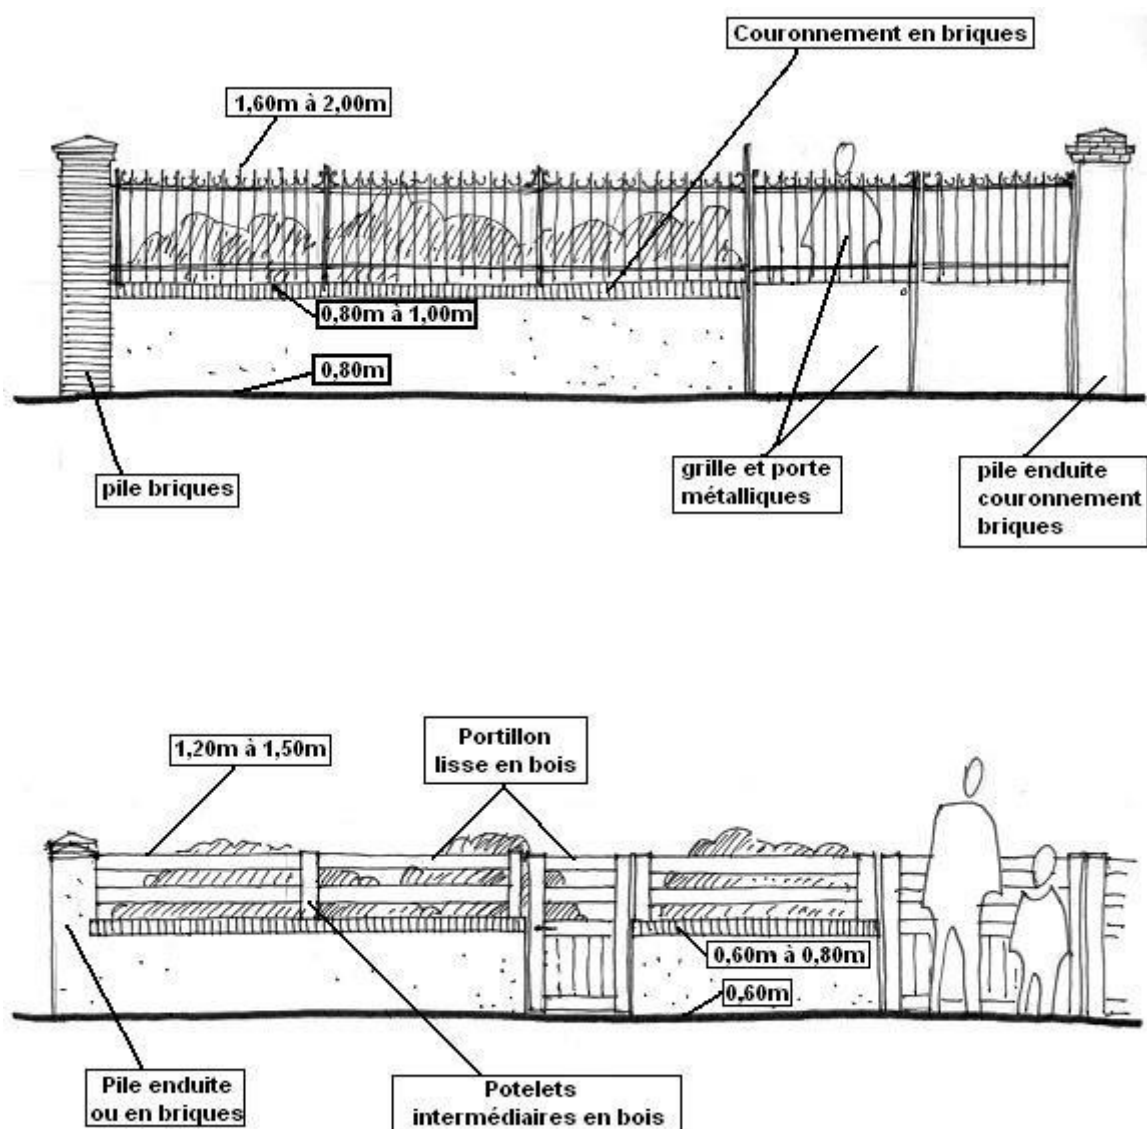 Couronnement en briques
1,60m à 2,00m
0,80m à 1,00m
0,80m
pile briques
grille et porte
métalliques
pile enduite
couronnement
briques
1,20m à 1,50m
Portillon
lisse en bois
0,60m à 0,80m
0,60m
Pile enduite
ou en briques
Potelets
intermédiaires en bois